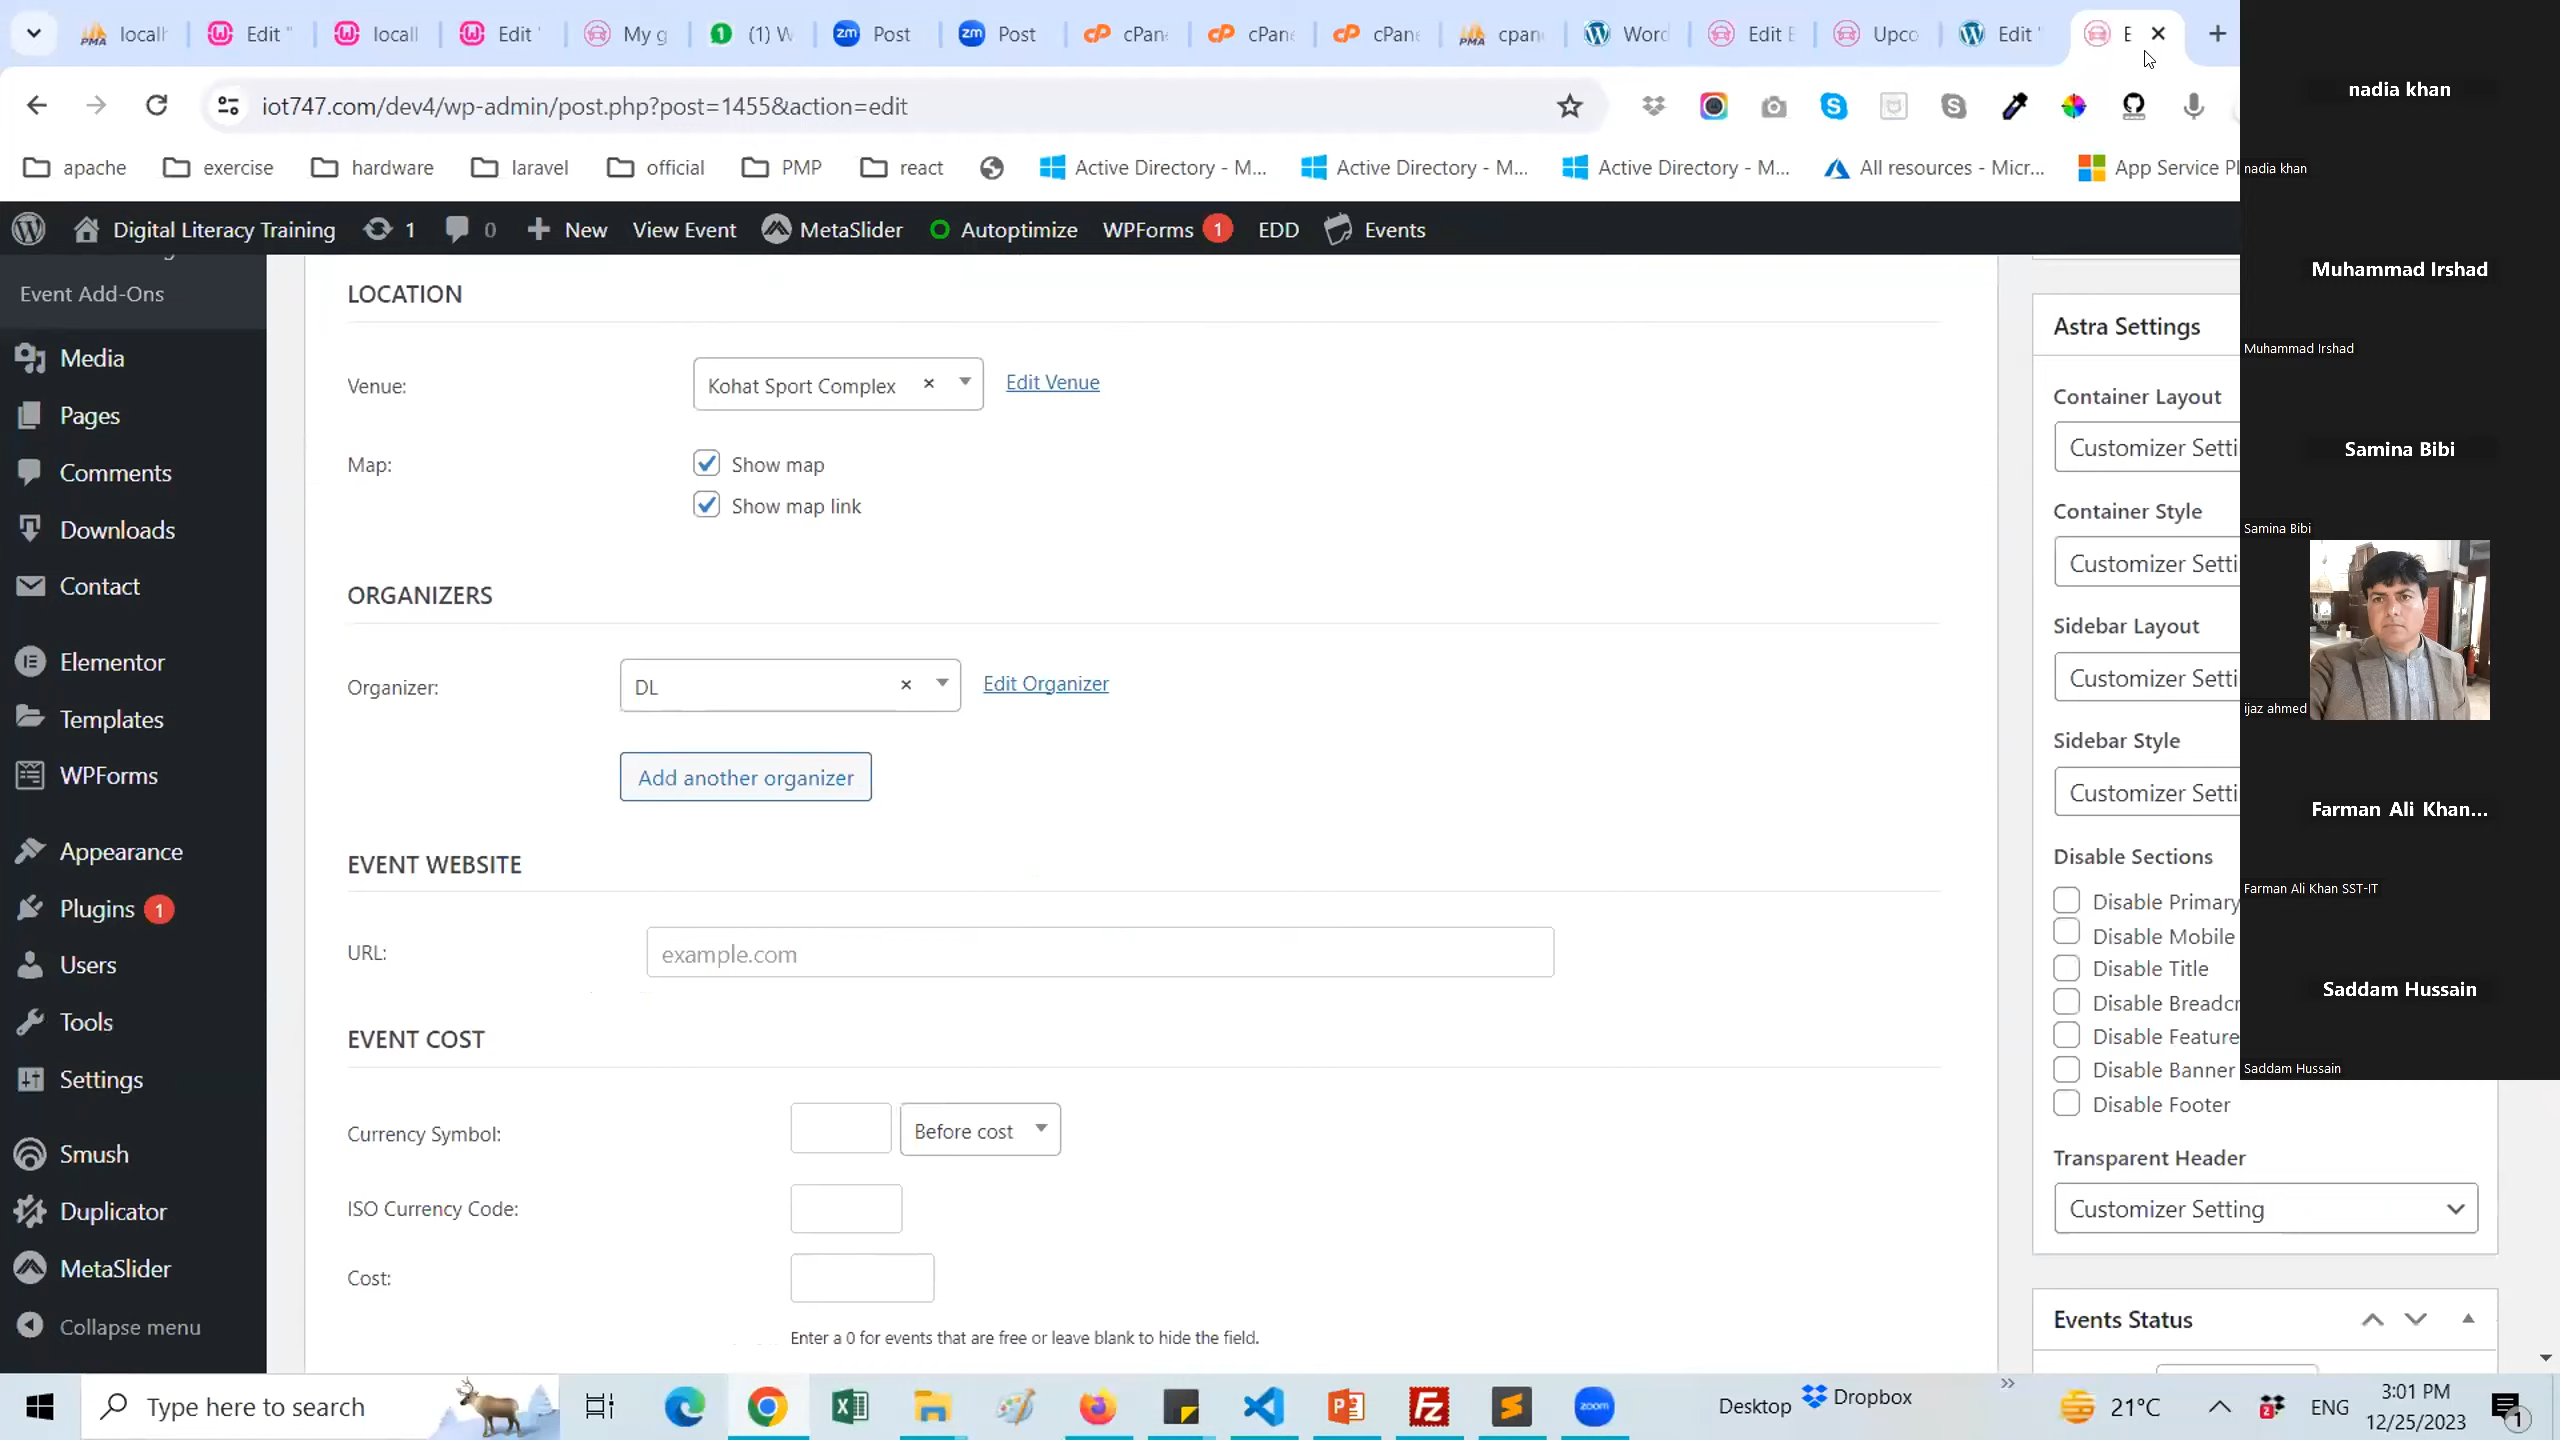 localh
Edit "
locall
Edit '
My g
(1) W
Post
Post
cPan
cPan
cPan
cpan
Word
Edit E
Upco
Edit '
E
iot747.com/dev4/wp-admin/post.php?post=1455&action=edit
apache
exercise
hardware
laravel
official
PMP
react
Active Directory - M...
Active Directory - M...
Active Directory - M...
All resources - Micr...
App Service Pl
Digital Literacy Training
1
0
New
View Event
MetaSlider
Autoptimize
WPForms 1
EDD
Events
Event Add-Ons
Media
Pages
Comments
Downloads
Contact
Elementor
Templates
WPForms
Appearance
Plugins 1
Users
Tools
Settings
Smush
Duplicator
MetaSlider
Collapse menu
LOCATION
Venue:
Kohat Sport Complex
Edit Venue
Map:
Show map
Show map link
ORGANIZERS
Organizer:
DL
Edit Organizer
Add another organizer
EVENT WEBSITE
URL:
example.com
EVENT COST
Currency Symbol:
Before cost
ISO Currency Code:
Cost:
Enter a 0 for events that are free or leave blank to hide the field.
Astra Settings
Container Layout
Customizer Setti
Container Style
Customizer Setti
Sidebar Layout
Customizer Setti
Sidebar Style
Customizer Setti
Disable Sections
Disable Primary
Disable Mobile
Disable Title
Disable Breadcr
Disable Feature
Disable Banner
Disable Footer
Transparent Header
Customizer Setting
Events Status
nadia khan
nadia khan
Muhammad Irshad
Muhammad Irshad
Samina Bibi
Samina Bibi
ijaz ahmed
Farman Ali Khan...
Farman Ali Khan SST-IT
Saddam Hussain
Saddam Hussain
Type here to search
zoom
Desktop
Dropbox
21°C
2
ENG
3:01 PM
12/25/2023
1